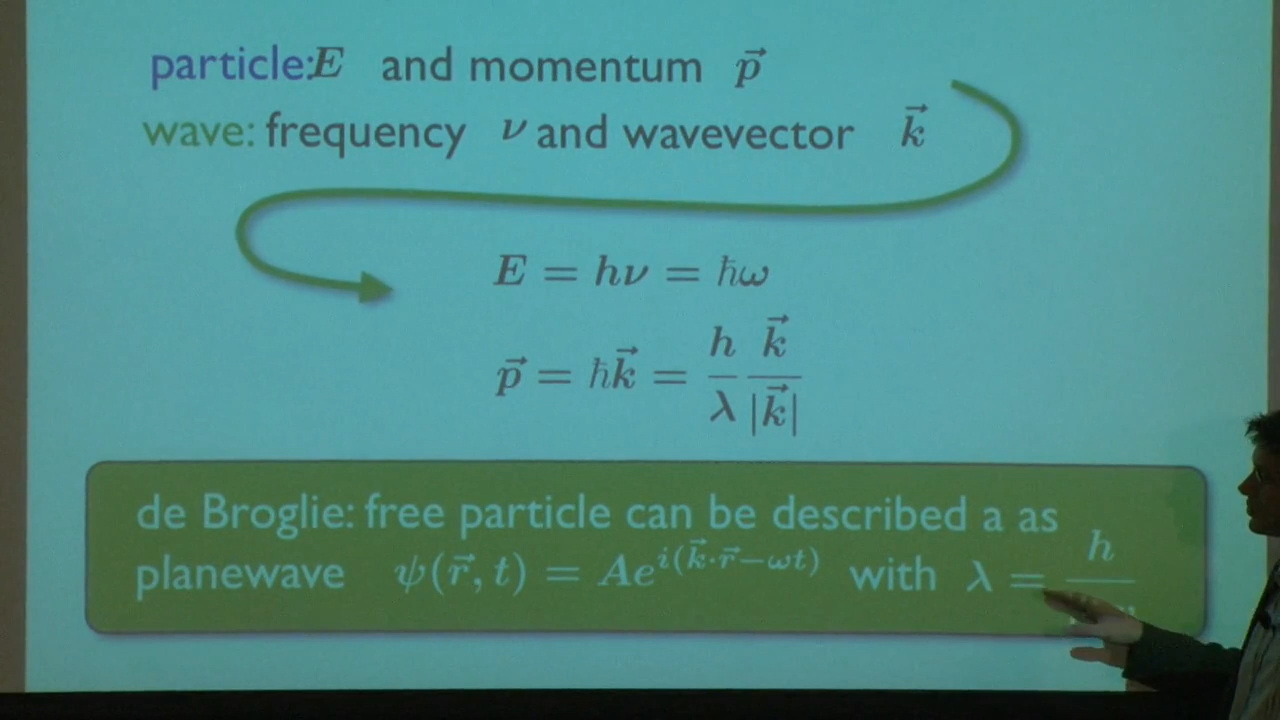 particle: E and momentum p⃗
wave: frequency ν and wavevector k⃗
E = hν = ħω
p⃗ = ħk⃗ = h/λ k⃗/|k⃗|
de Broglie: free particle can be described a as
planewave ψ(r⃗, t) = Ae^{i(k⃗·r⃗−ωt)} with λ = h